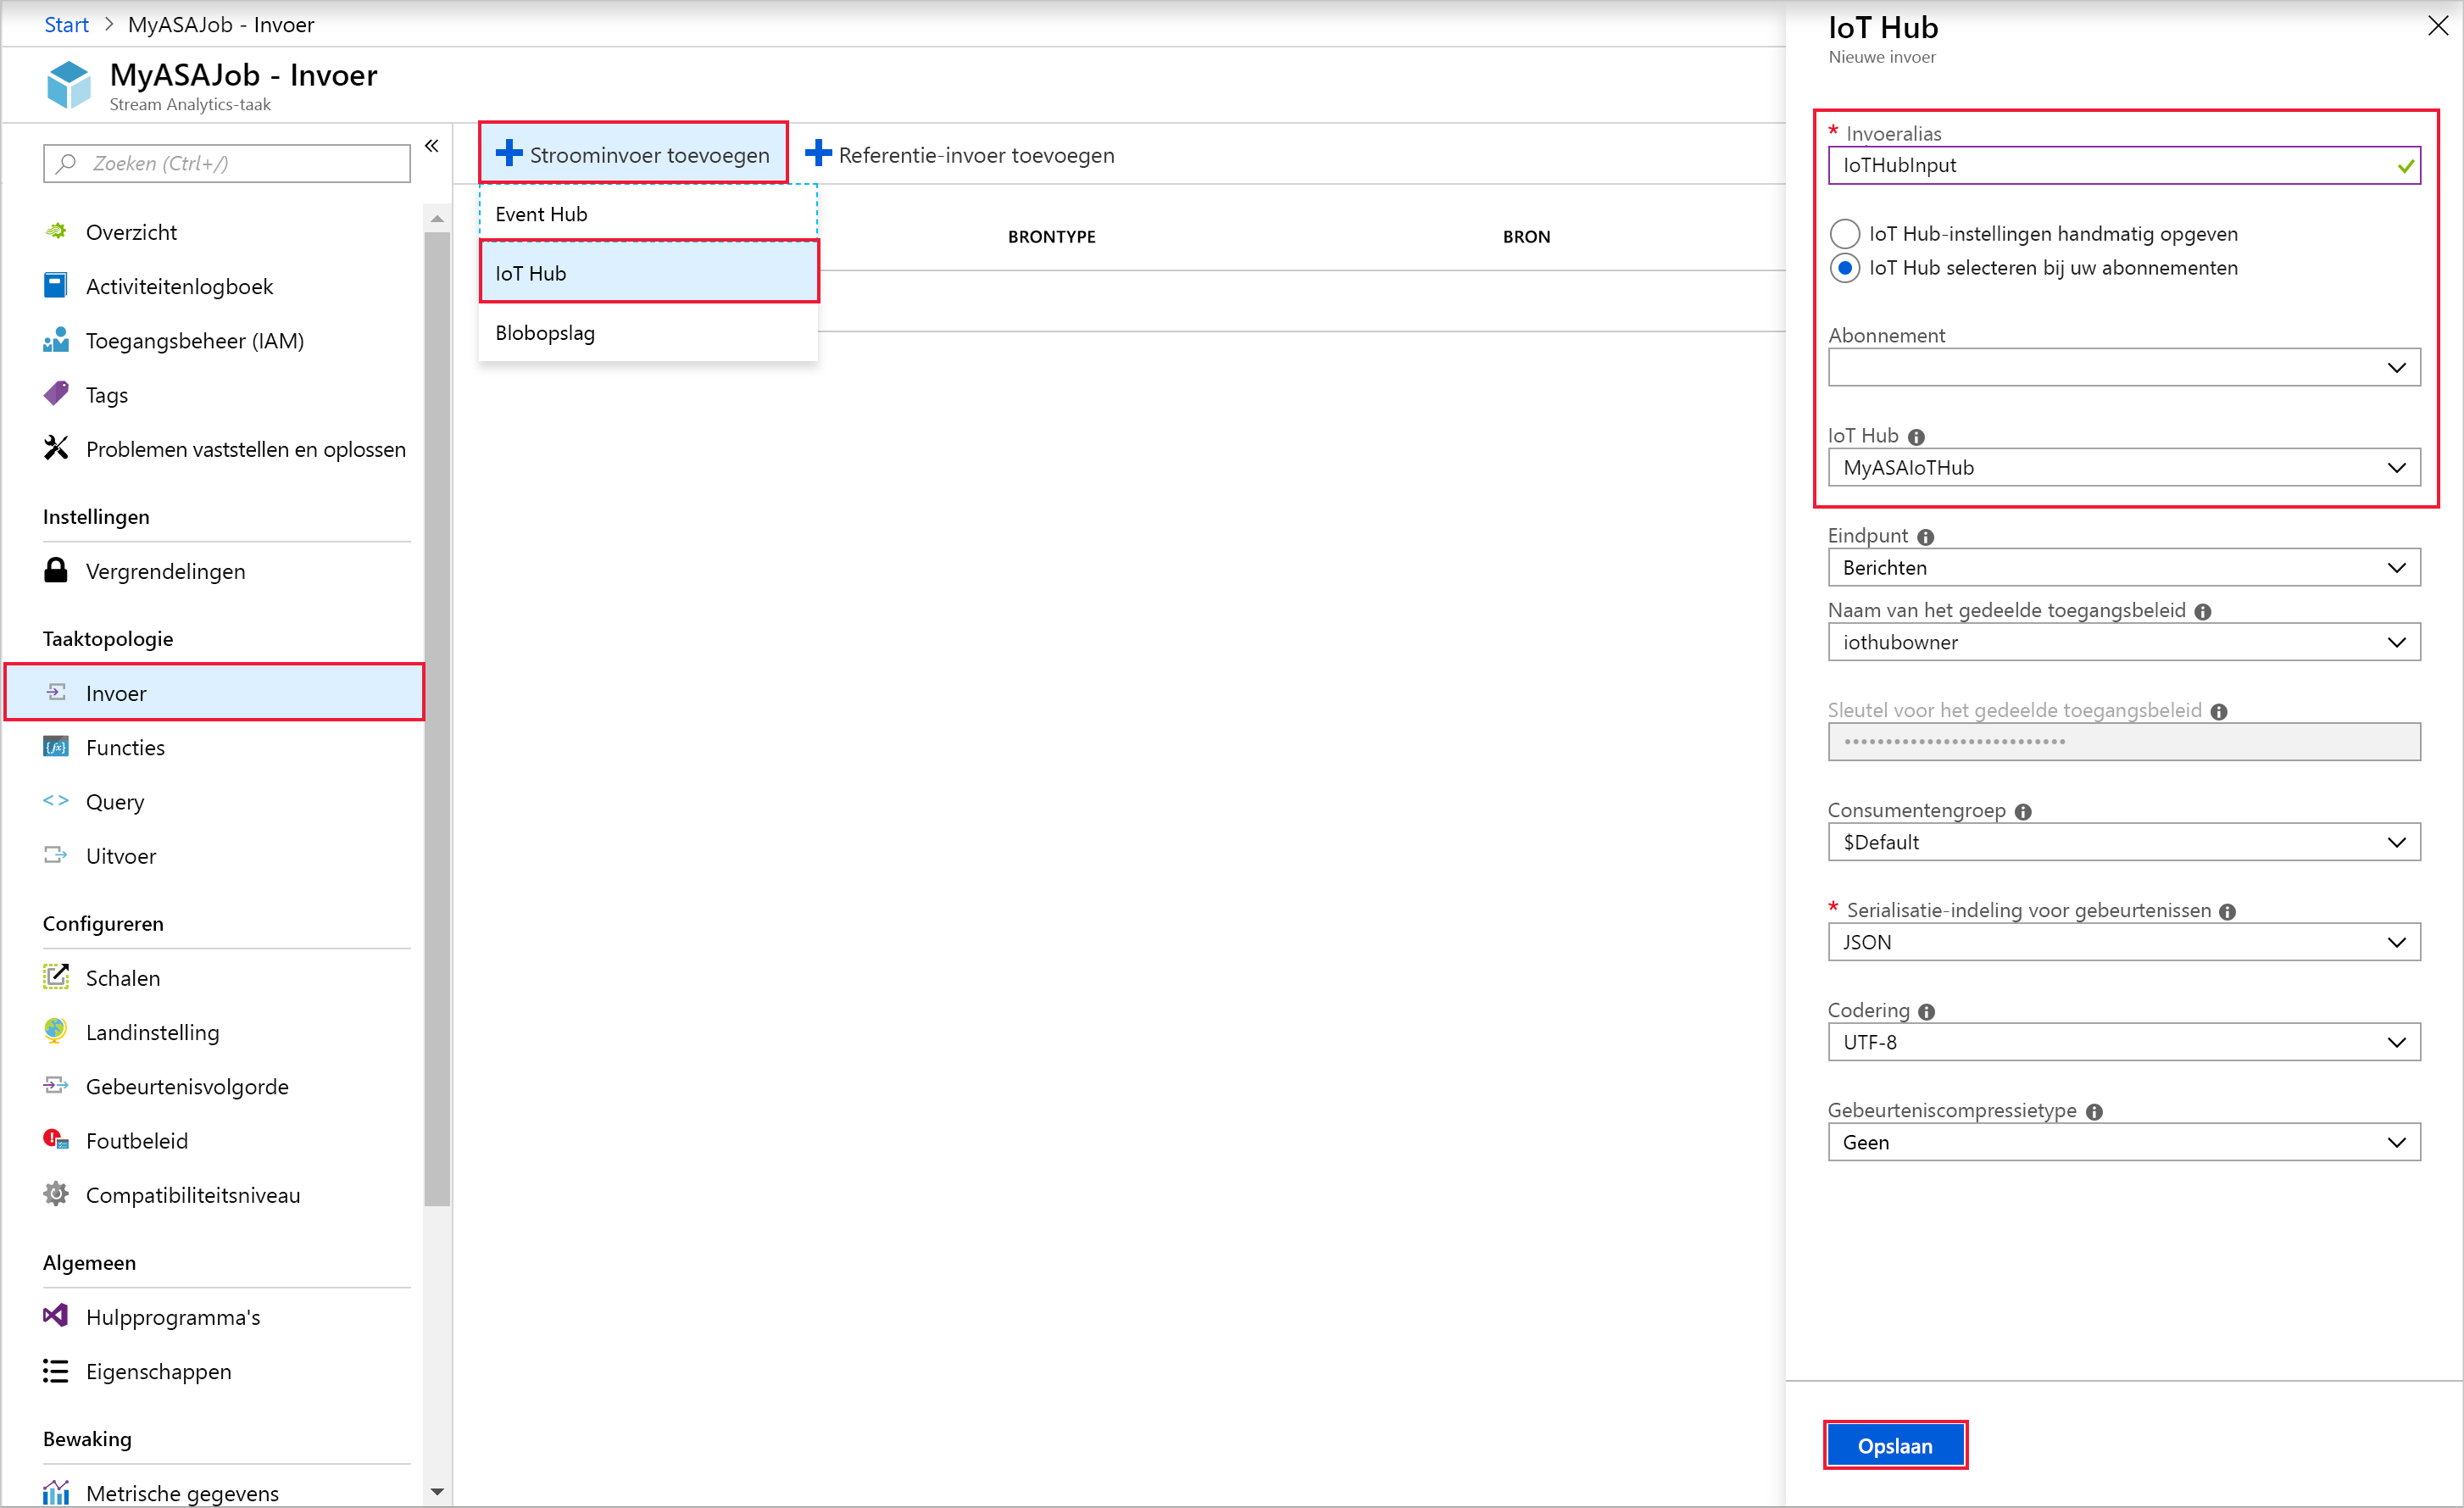 Start > MyASAJob - Invoer
MyASAJob - Invoer
Stream Analytics-taak
Zoeken (Ctrl+/)
Overzicht
Activiteitenlogboek
Toegangsbeheer (IAM)
Tags
Problemen vaststellen en oplossen
Instellingen
Vergrendelingen
Taaktopologie
Invoer
Functies
Query
Uitvoer
Configureren
Schalen
Landinstelling
Gebeurtenisvolgorde
Foutbeleid
Compatibiliteitsniveau
Algemeen
Hulpprogramma's
Eigenschappen
Bewaking
Metrische gegevens
Stroominvoer toevoegen
Referentie-invoer toevoegen
Event Hub
IoT Hub
Blobopslag
BRONTYPE
BRON
IoT Hub
Nieuwe invoer
* Invoeralias
IoTHubInput
IoT Hub-instellingen handmatig opgeven
IoT Hub selecteren bij uw abonnementen
Abonnement
IoT Hub
MyASAIoTHub
Eindpunt
Berichten
Naam van het gedeelde toegangsbeleid
iothubowner
Sleutel voor het gedeelde toegangsbeleid
•••••••••••••••••••••••••••
Consumentengroep
$Default
* Serialisatie-indeling voor gebeurtenissen
JSON
Codering
UTF-8
Gebeurteniscompressietype
Geen
Opslaan